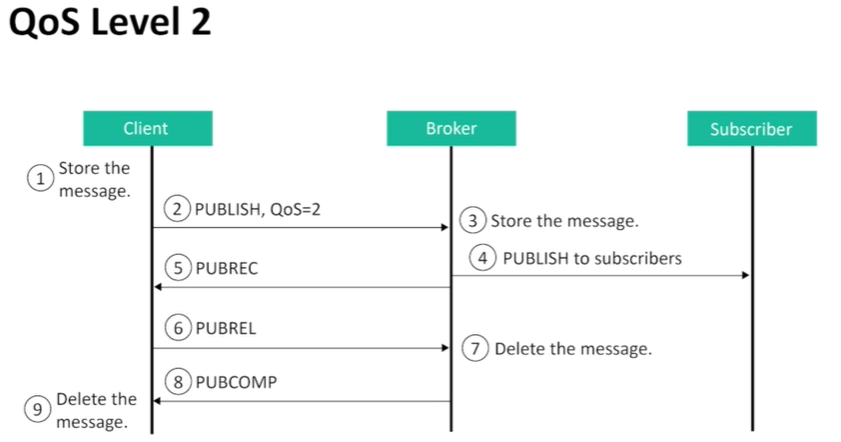 QoS Level 2
Client
Broker
Subscriber
1 Store the
message.
2 PUBLISH, QoS=2
3 Store the message.
4 PUBLISH to subscribers
5 PUBREC
6 PUBREL
7 Delete the message.
8 PUBCOMP
9 Delete the
message.